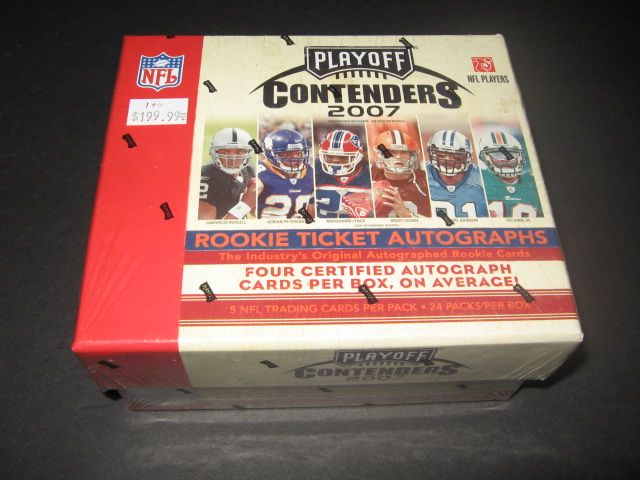 NFL
1 ea
$199.99
PLAYOFF
CONTENDERS
2007
NFL PLAYERS
JaMARCUS RUSSELL
ADRIAN PETERSON
MARSHAWN LYNCH
BRADY QUINN
JOHNSON
TED GINN, JR.
ROOKIE TICKET AUTOGRAPHS
The Industry's Original Autographed Rookie Cards
FOUR CERTIFIED AUTOGRAPH
CARDS PER BOX, ON AVERAGE!
5 NFL TRADING CARDS PER PACK • 24 PACKS PER BOX
PLAYOFF
CONTENDERS
2007